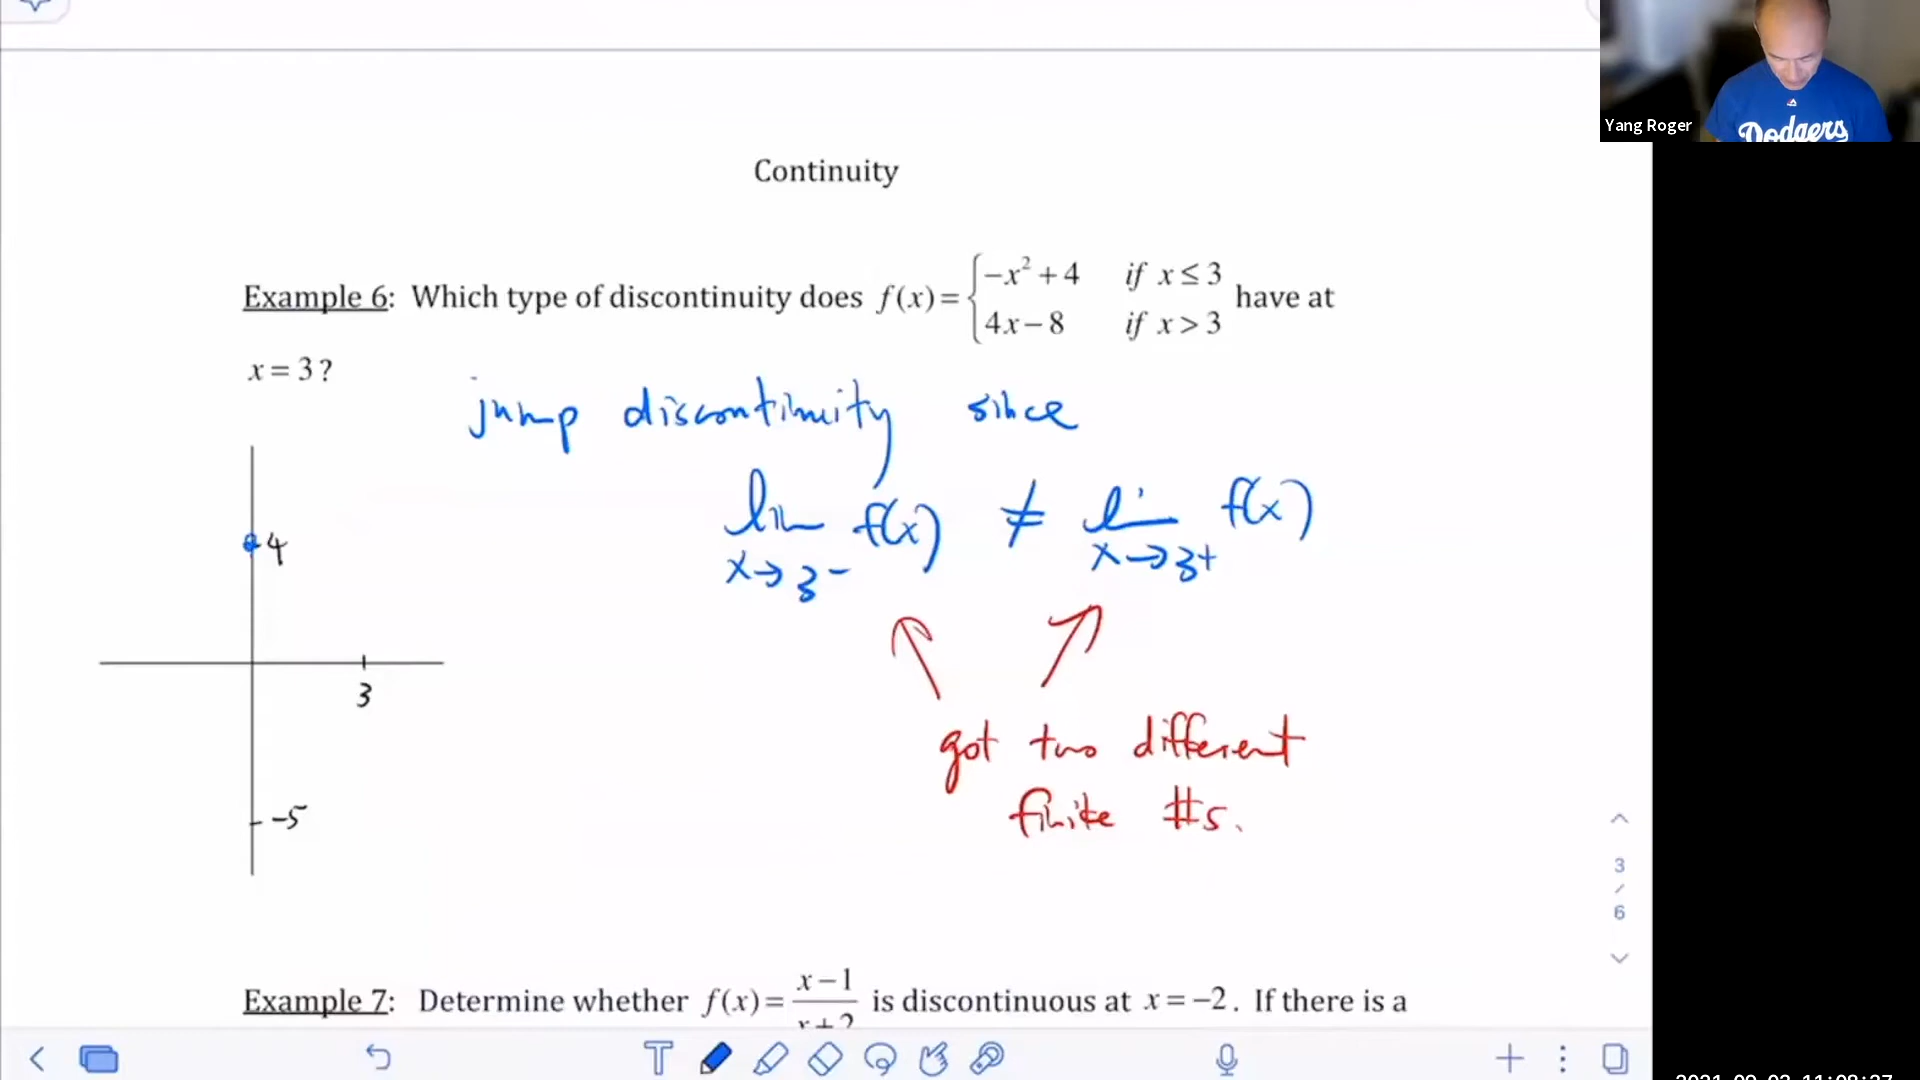 Yang Roger
Dodgers
Continuity
Example 6: Which type of discontinuity does f(x) = { −x² + 4 if x ≤ 3
4x − 8 if x > 3 have at
x = 3?
jump discontinuity since
lim f(x) ≠ lim f(x)
x→3⁻ x→3⁺
4
3
-5
got two different
finite #s.
3
/
6
Example 7: Determine whether f(x) = x − 1 / x + 2 is discontinuous at x = −2. If there is a
T